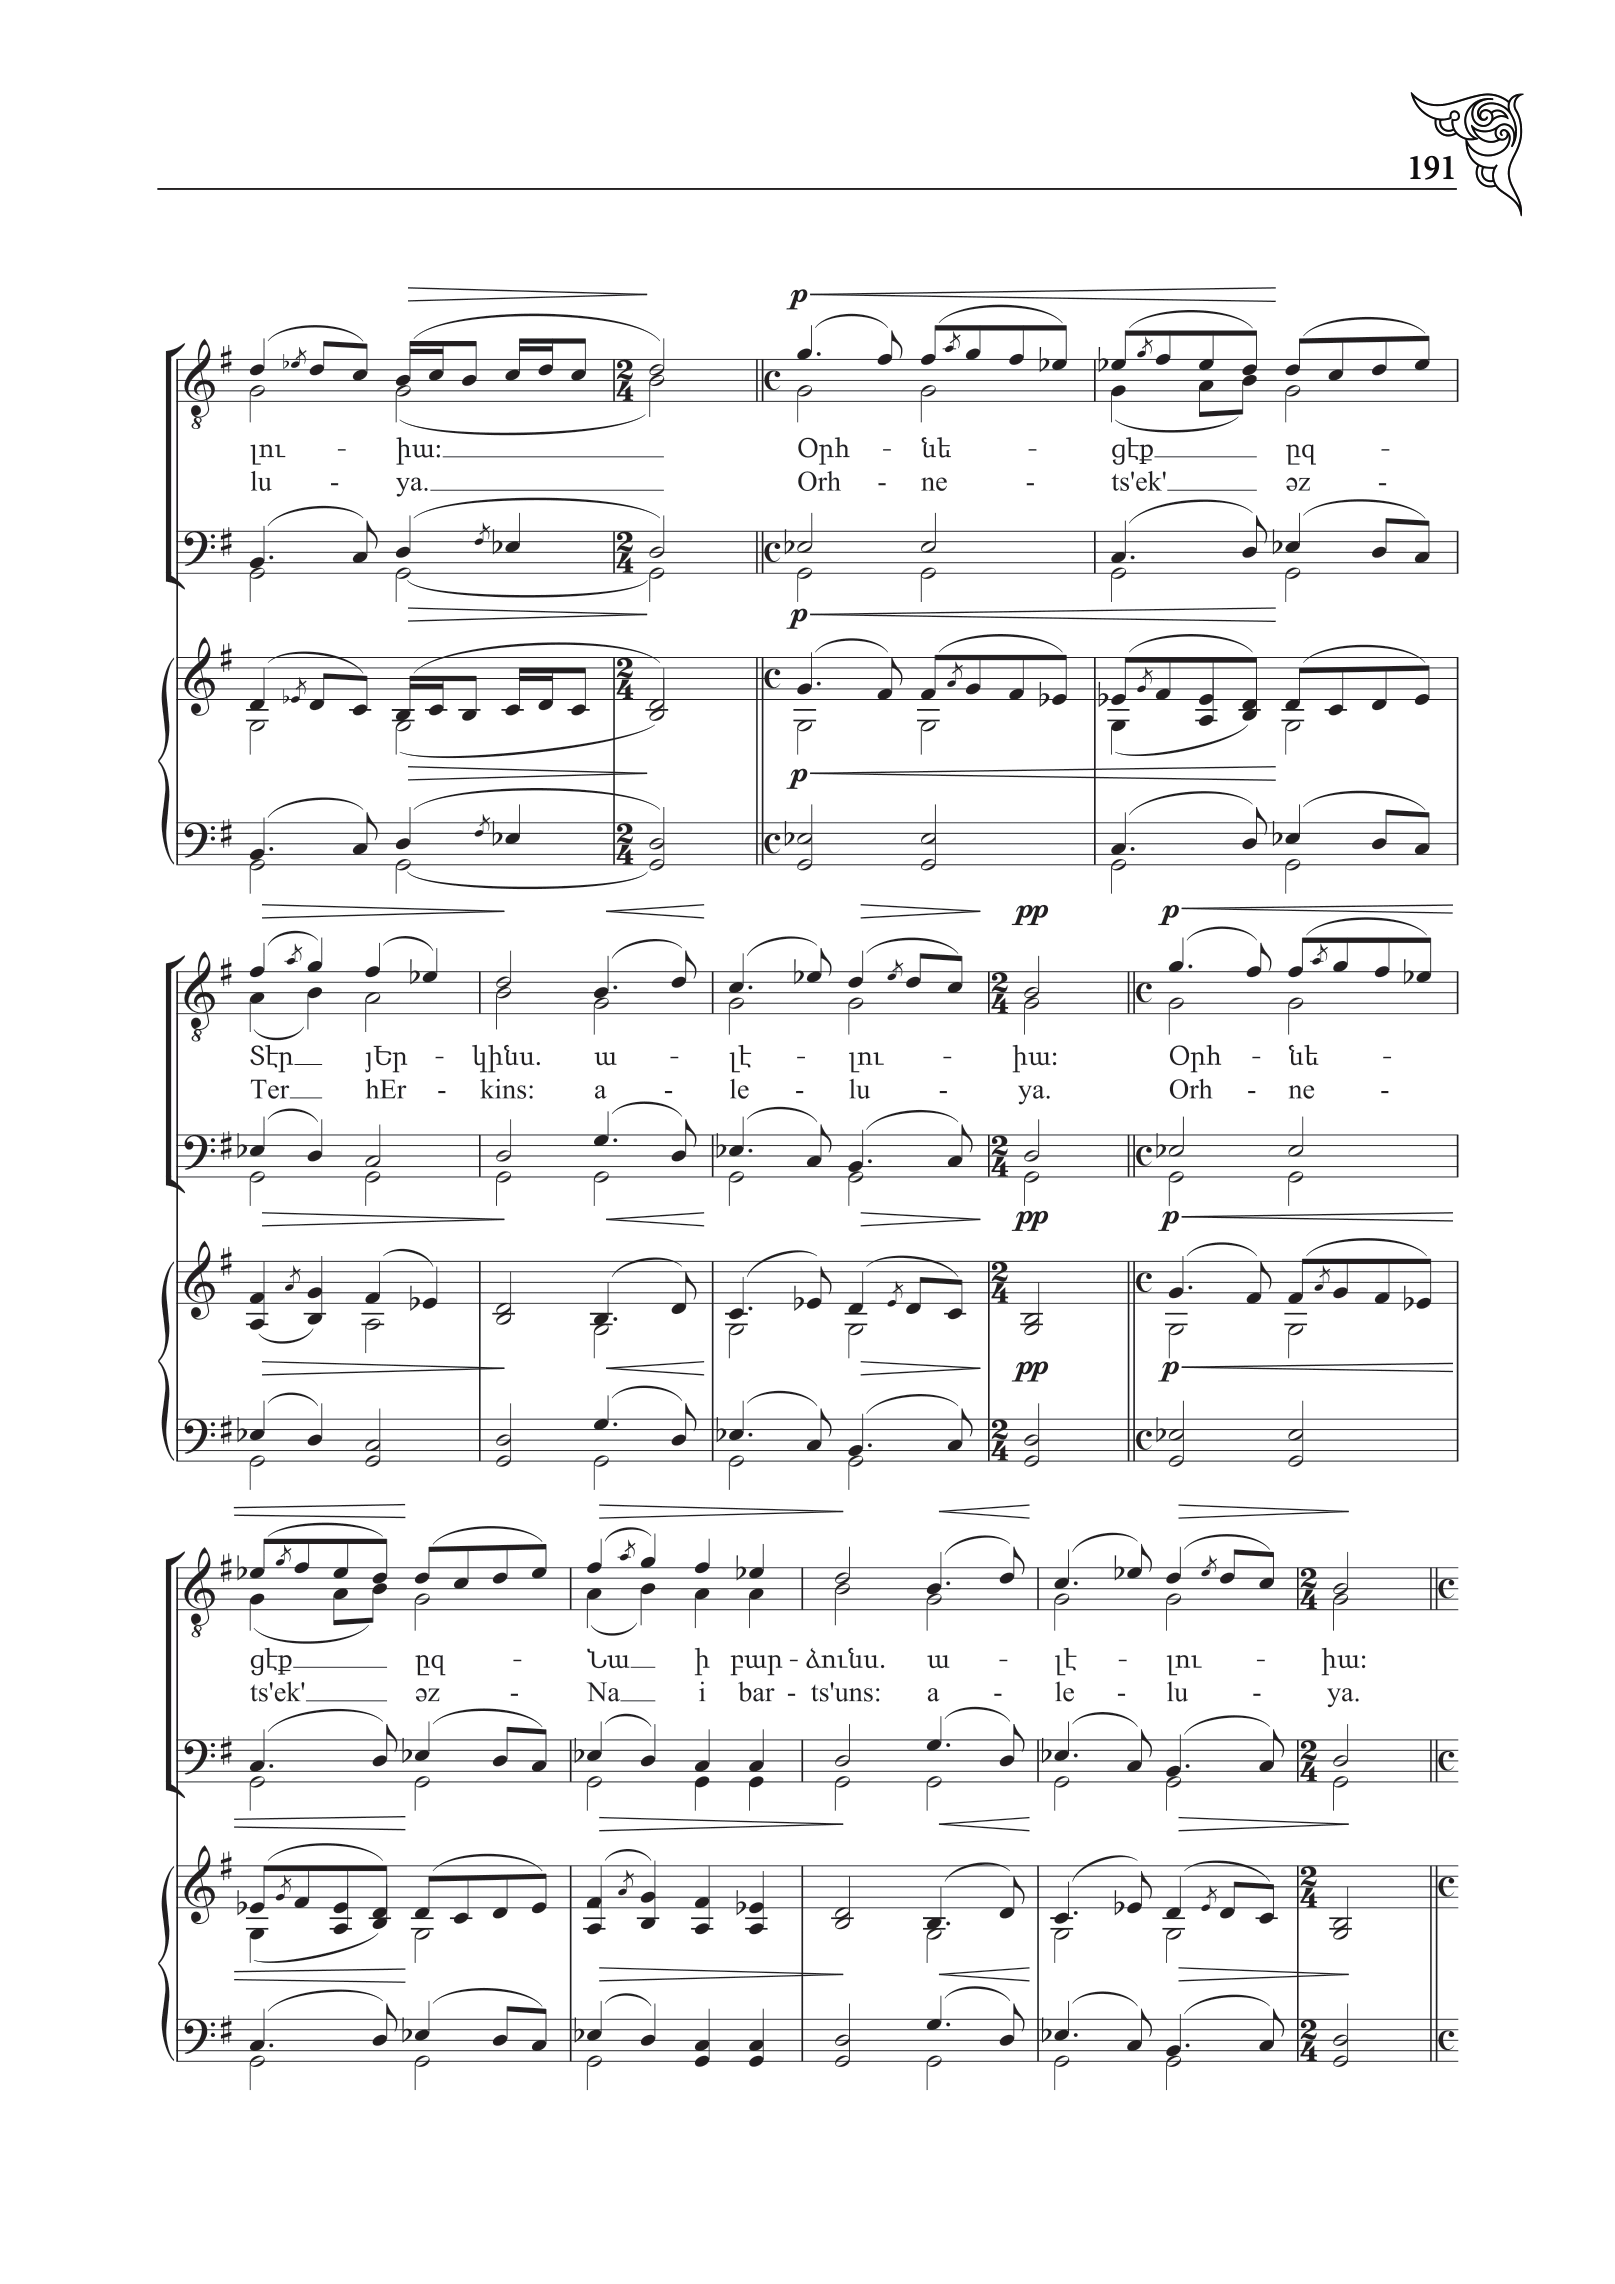 191
p
լու - իա:
lu - ya.
Օրհ - նե - ցէք ըզ -
Orh - ne - ts'ek' əz -
p
p
pp p
Տէր յԵր - կինս. ա - լէ - լու - իա: Օրհ - նե -
Ter hEr - kins: a - le - lu - ya. Orh - ne -
pp p
pp p
ցէք ըզ - Նա ի բար - ձունս. ա - լէ - լու - իա:
ts'ek' əz - Na i bar - ts'uns: a - le - lu - ya.